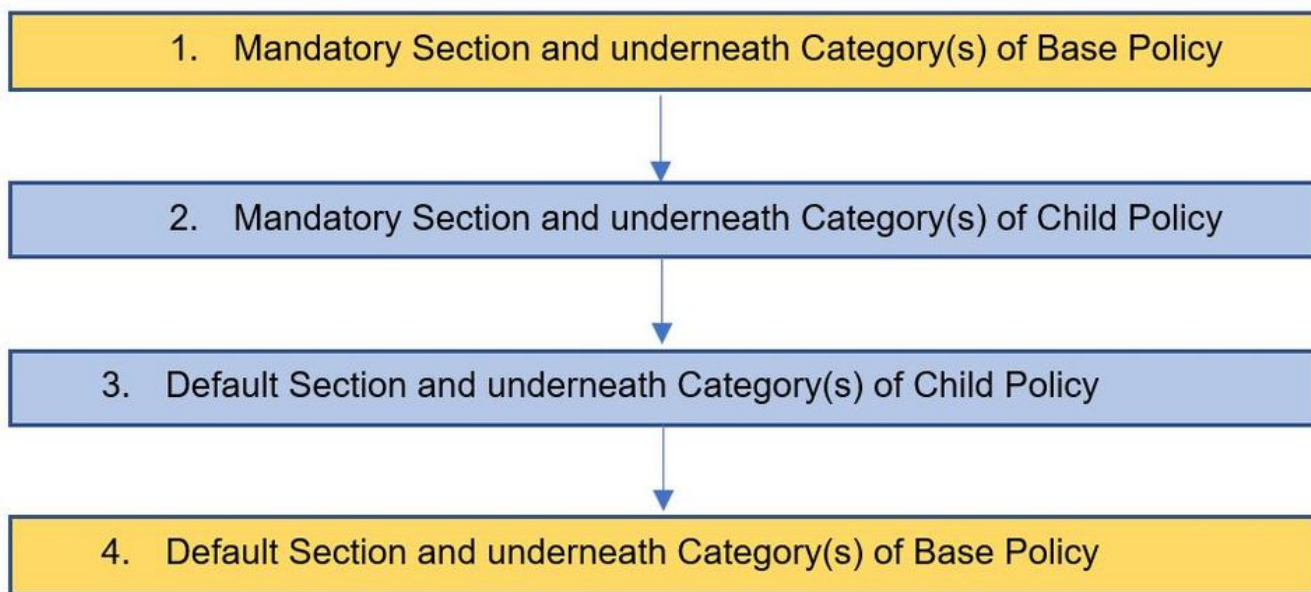 1. Mandatory Section and underneath Category(s) of Base Policy
2. Mandatory Section and underneath Category(s) of Child Policy
3. Default Section and underneath Category(s) of Child Policy
4. Default Section and underneath Category(s) of Base Policy